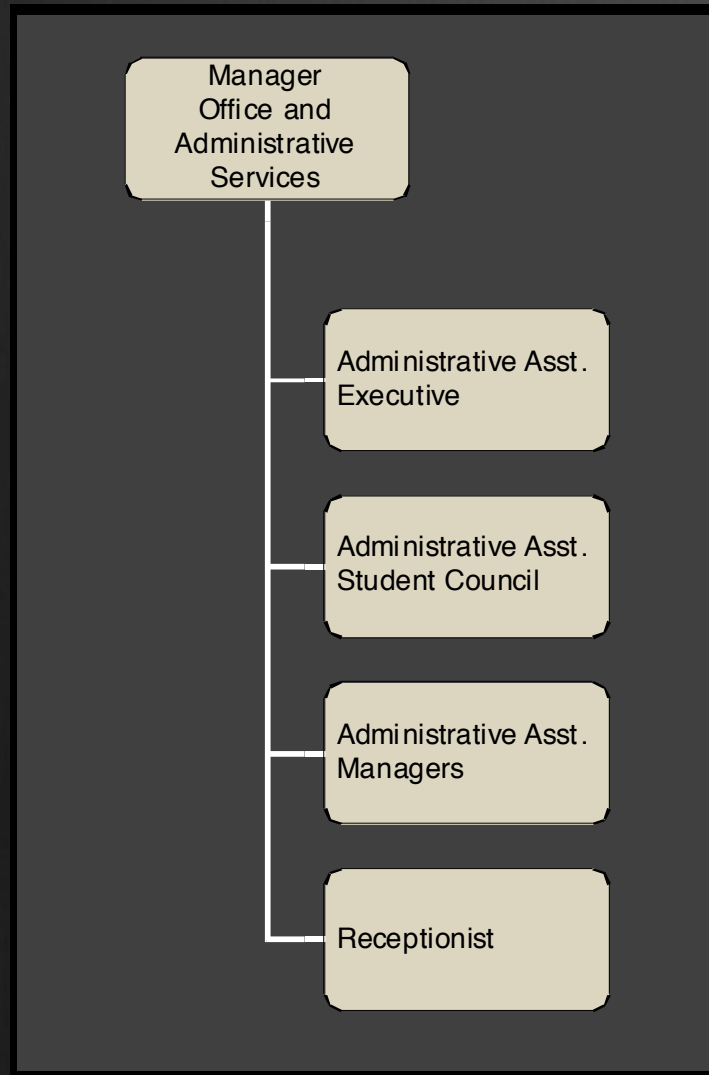 Manager
Office and
Administrative
Services
Administrative Asst.
Executive
Administrative Asst.
Student Council
Administrative Asst.
Managers
Receptionist